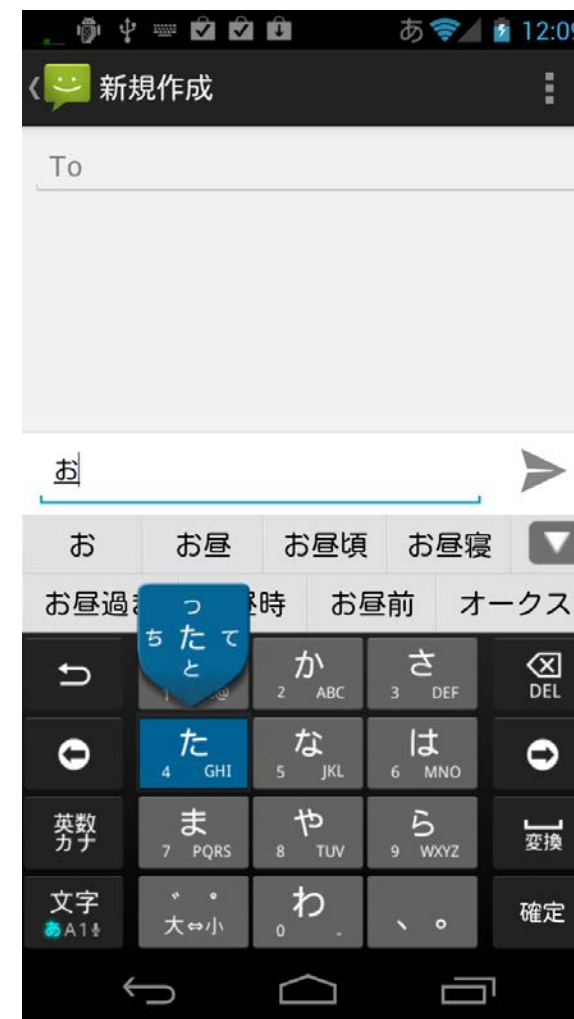 あ 12:09
新規作成
To
お
お お昼 お昼頃 お昼寝
お昼過 時 お昼前 オークス
つ
ち た て
と
か 2 ABC
さ 3 DEF
DEL
た 4 GHI
な 5 JKL
は 6 MNO
英数
カナ
ま 7 PQRS
や 8 TUV
ら 9 WXYZ
変換
文字
あA1
゛゜
大⇔小
わ 0 -
、。
確定